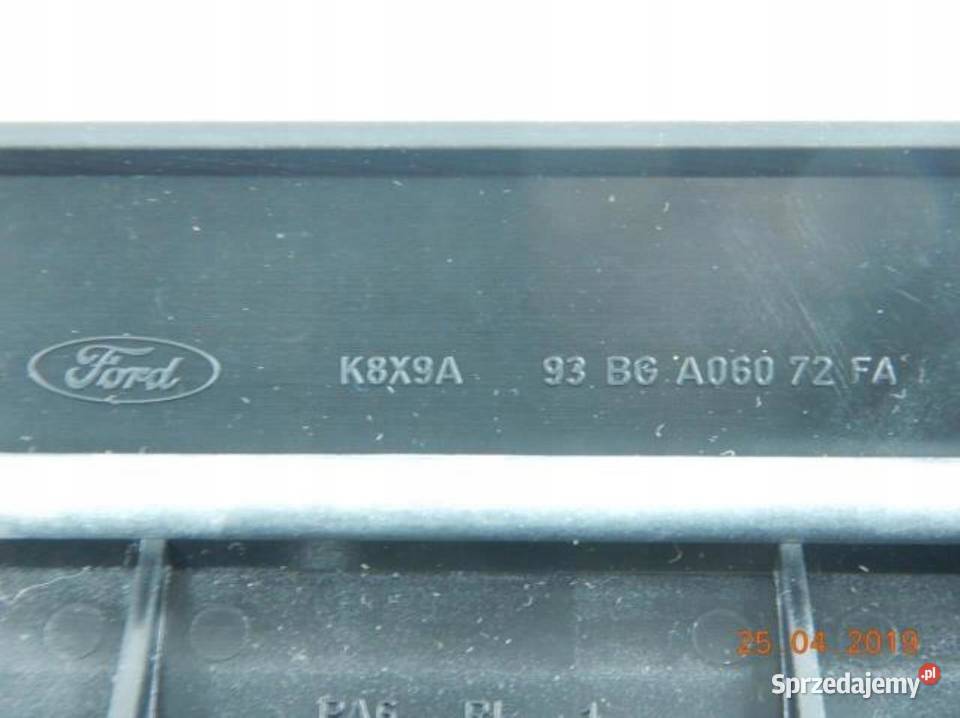 Ford K8X9A 93 BG A060 72 FA
25 04 2019
Sprzedajemy.pl